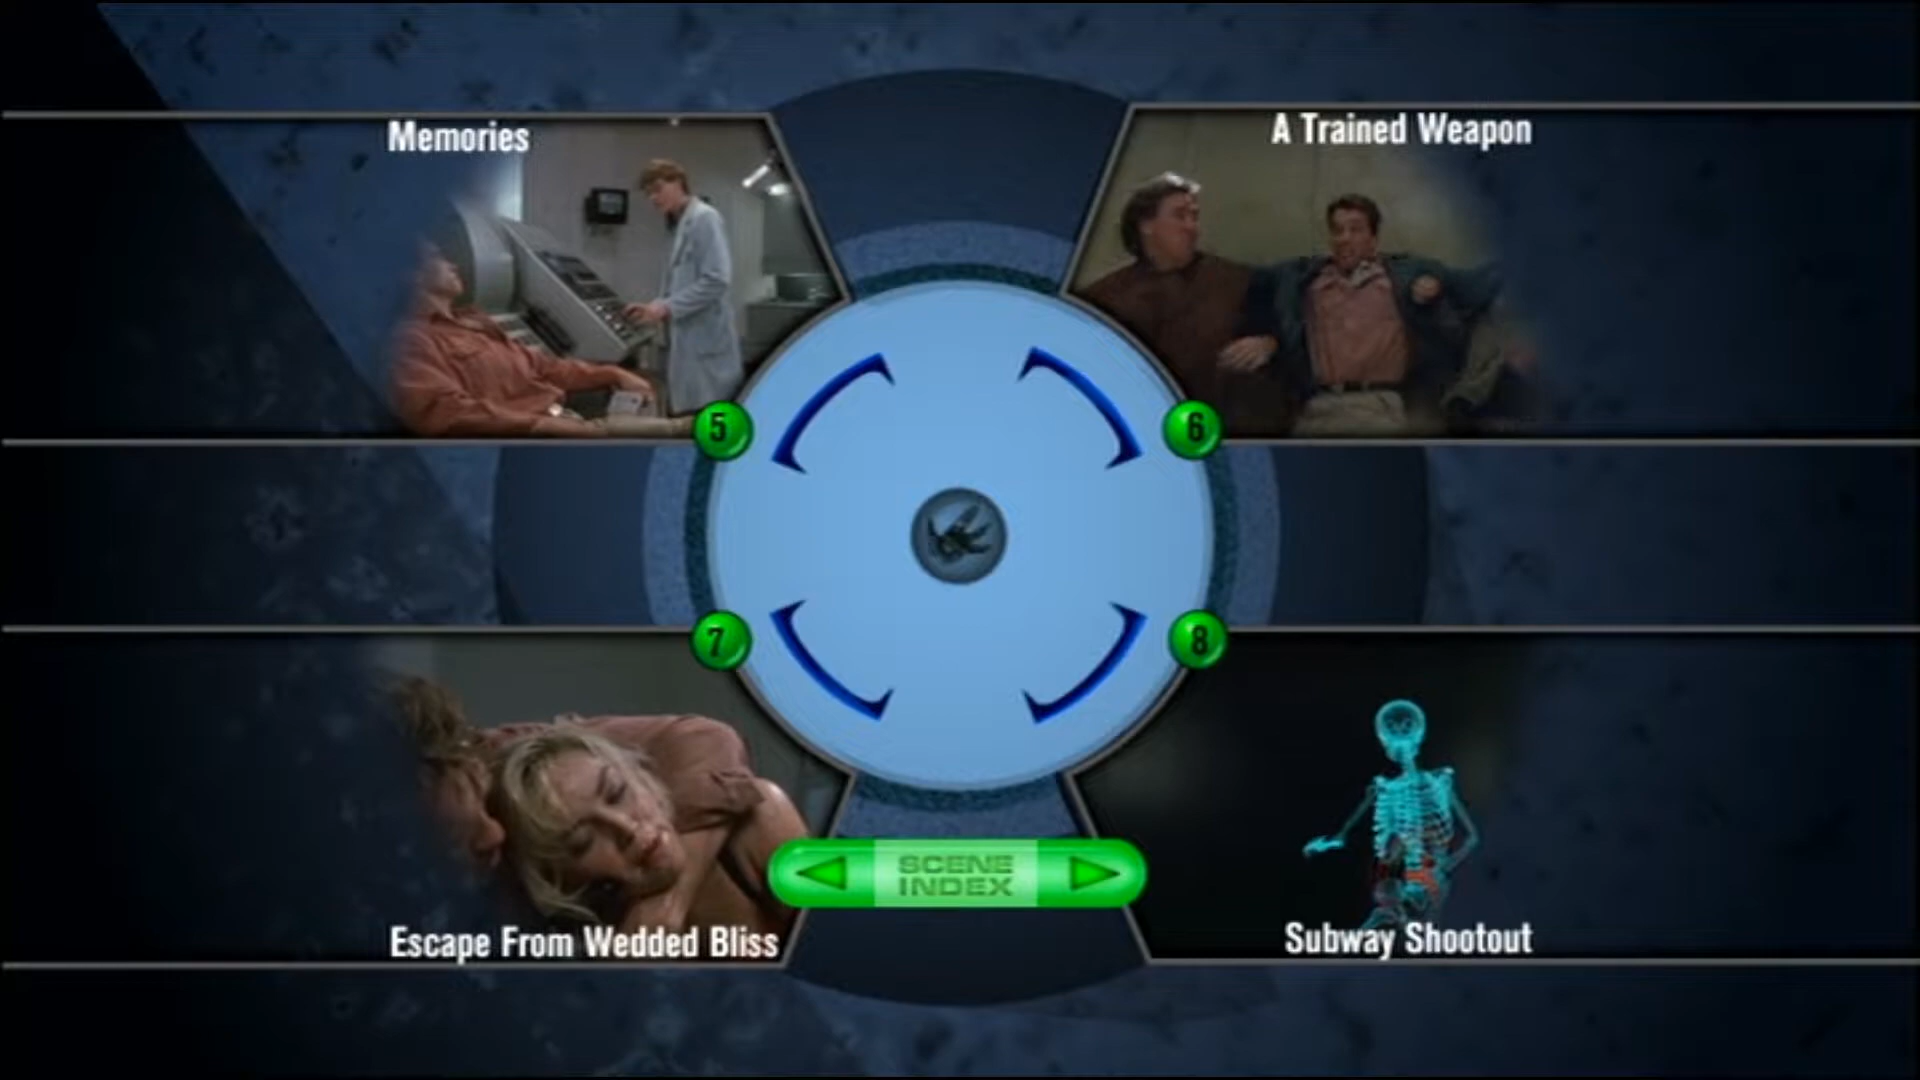 Memories
A Trained Weapon
5
6
7
8
SCENE
INDEX
Escape From Wedded Bliss
Subway Shootout